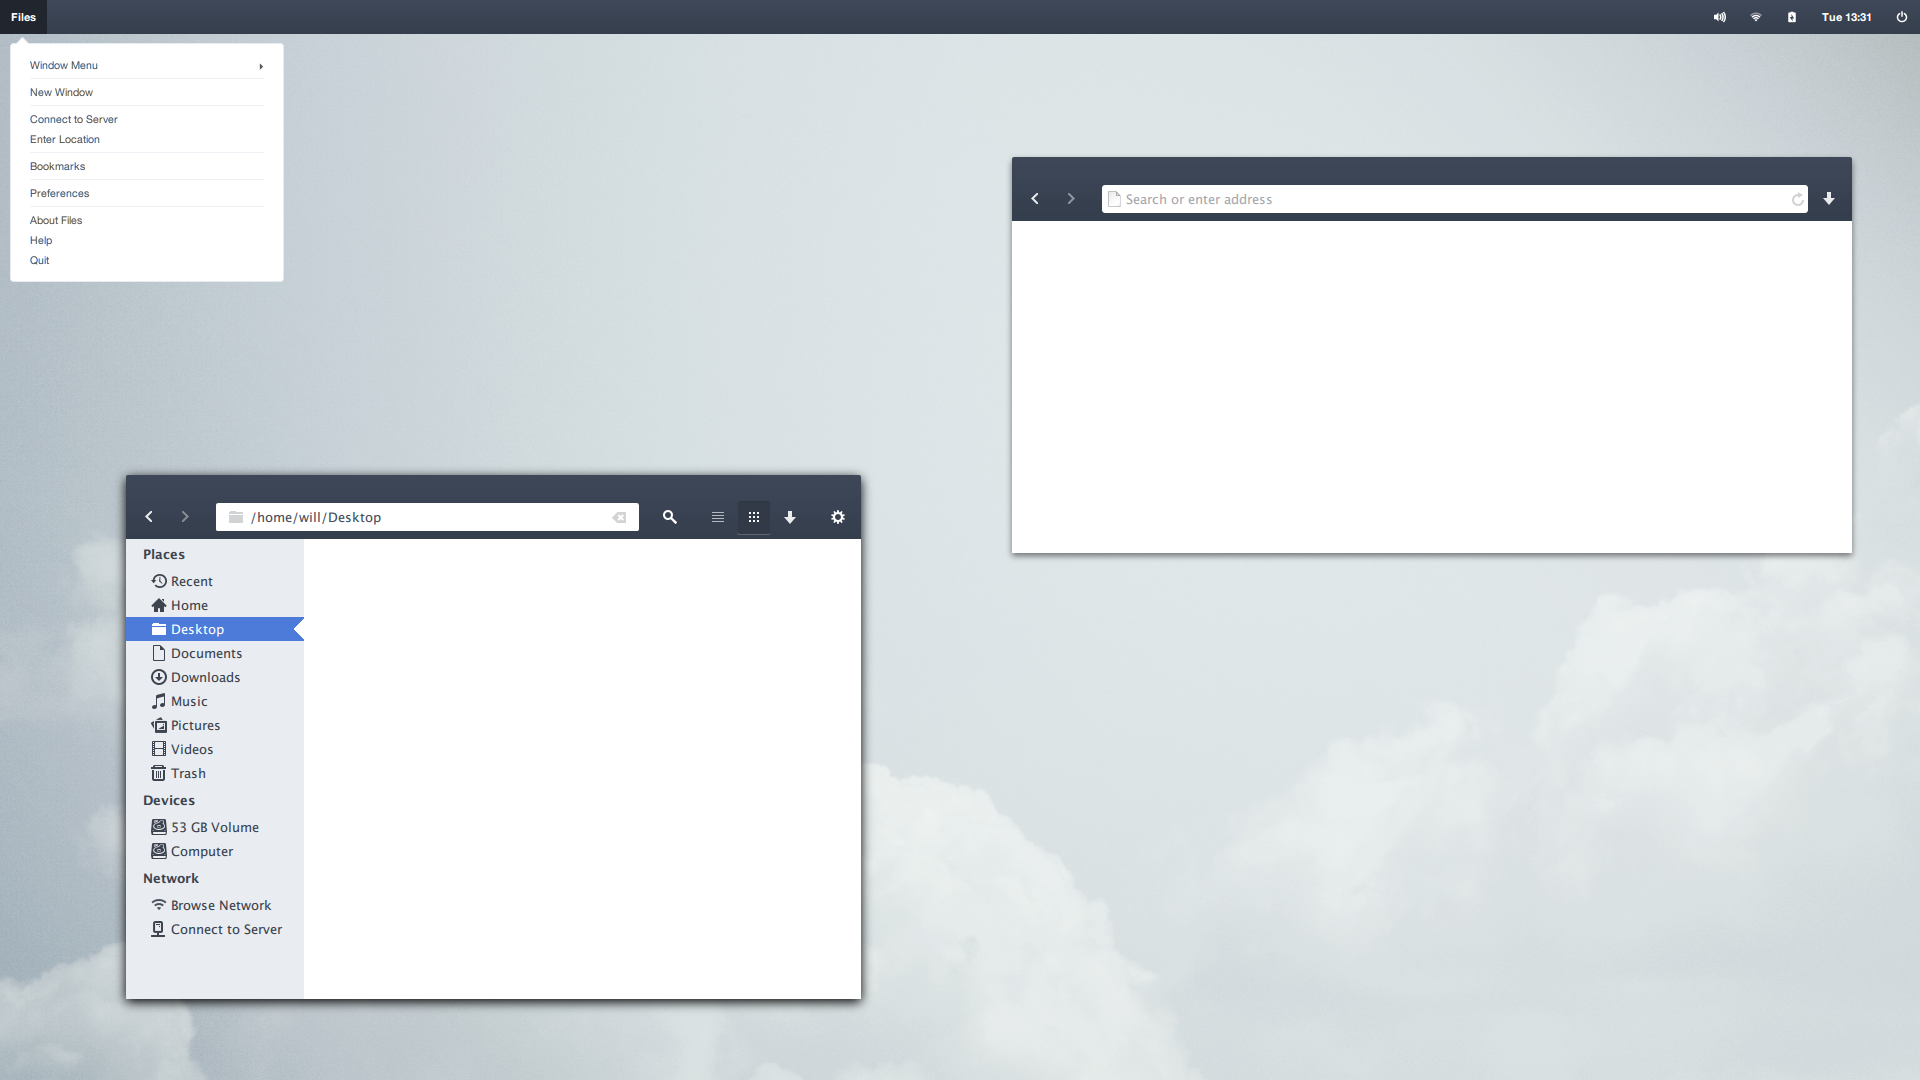 Files
Tue 13:31
Window Menu
New Window
Connect to Server
Enter Location
Bookmarks
Preferences
About Files
Help
Quit
Search or enter address
/home/will/Desktop
Places
Recent
Home
Desktop
Documents
Downloads
Music
Pictures
Videos
Trash
Devices
53 GB Volume
Computer
Network
Browse Network
Connect to Server